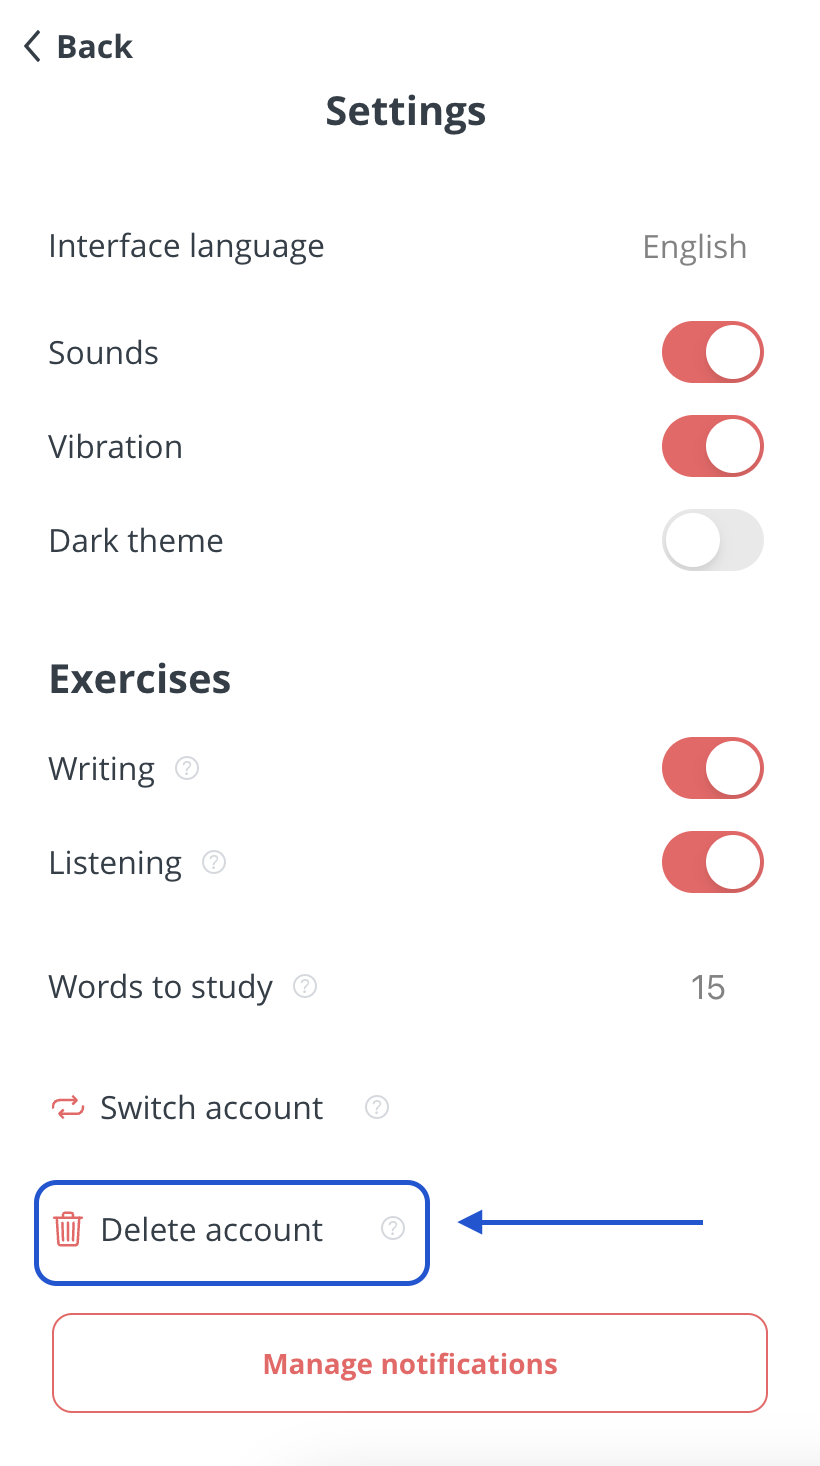 Back
Settings
Interface language English
Sounds
Vibration
Dark theme
Exercises
Writing ?
Listening ?
Words to study ? 15
Switch account ?
Delete account ?
Manage notifications